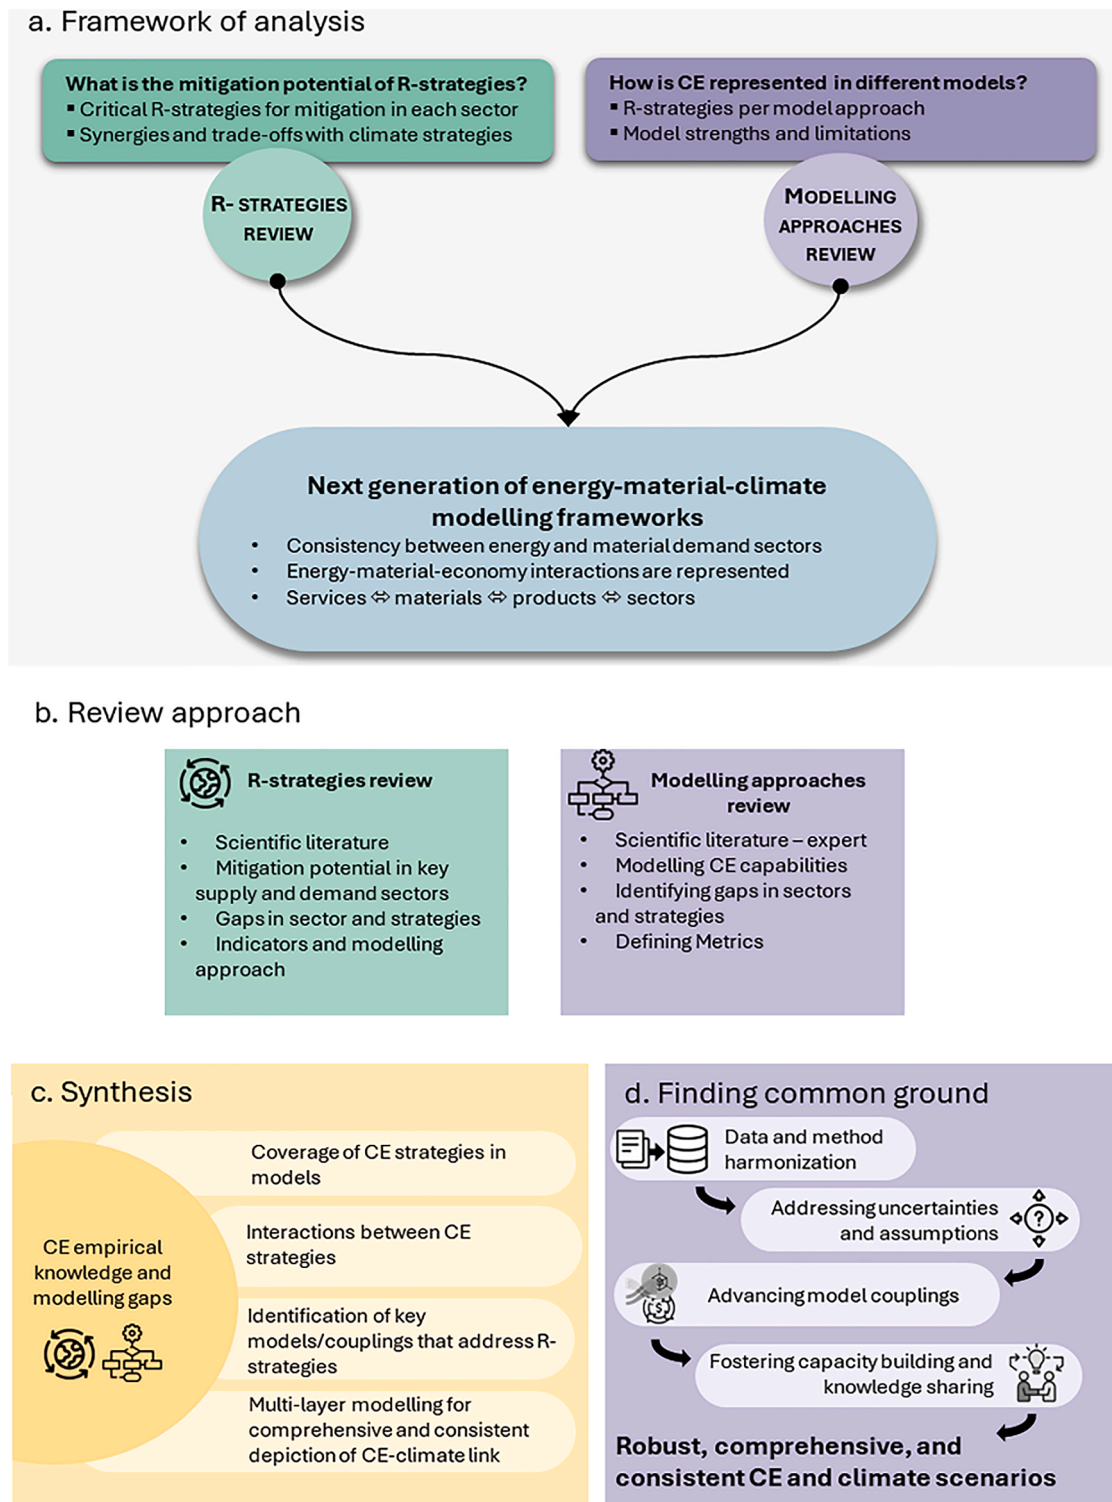 a. Framework of analysis
What is the mitigation potential of R-strategies?
▪ Critical R-strategies for mitigation in each sector
▪ Synergies and trade-offs with climate strategies
How is CE represented in different models?
▪ R-strategies per model approach
▪ Model strengths and limitations
R- STRATEGIES
REVIEW
MODELLING
APPROACHES
REVIEW
Next generation of energy-material-climate
modelling frameworks
• Consistency between energy and material demand sectors
• Energy-material-economy interactions are represented
• Services ⇔ materials ⇔ products ⇔ sectors
b. Review approach
R-strategies review
• Scientific literature
• Mitigation potential in key
supply and demand sectors
• Gaps in sector and strategies
• Indicators and modelling
approach
Modelling approaches
review
• Scientific literature – expert
• Modelling CE capabilities
• Identifying gaps in sectors
and strategies
• Defining Metrics
c. Synthesis
CE empirical
knowledge and
modelling gaps
Coverage of CE strategies in
models
Interactions between CE
strategies
Identification of key
models/couplings that address R-
strategies
Multi-layer modelling for
comprehensive and consistent
depiction of CE-climate link
d. Finding common ground
Data and method
harmonization
Addressing uncertainties
and assumptions
?
Advancing model couplings
$
Fostering capacity building and
knowledge sharing
Robust, comprehensive, and
consistent CE and climate scenarios